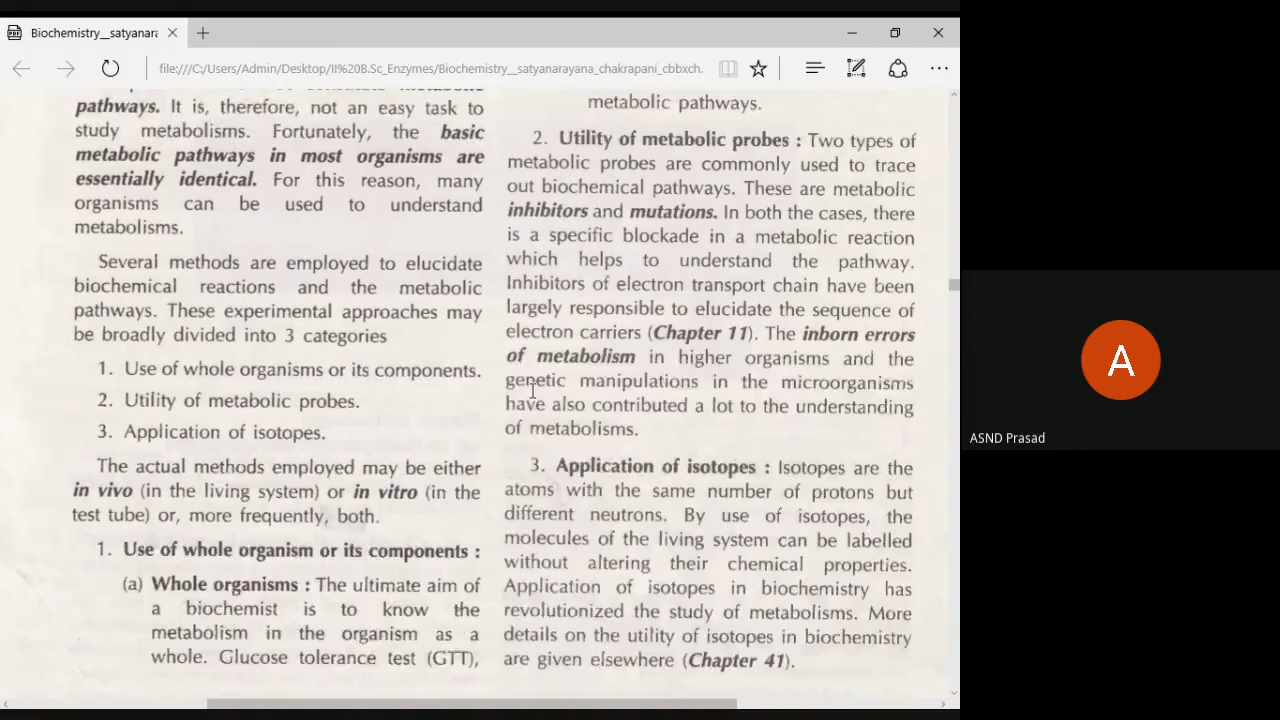 Biochemistry__satyanara
file:///C:/Users/Admin/Desktop/II%20B.Sc_Enzymes/Biochemistry__satyanarayana_chakrapani_cbbxch.
pathways. It is, therefore, not an easy task to
study metabolisms. Fortunately, the basic
metabolic pathways in most organisms are
essentially identical. For this reason, many
organisms can be used to understand
metabolisms.
Several methods are employed to elucidate
biochemical reactions and the metabolic
pathways. These experimental approaches may
be broadly divided into 3 categories
1. Use of whole organisms or its components.
2. Utility of metabolic probes.
3. Application of isotopes.
The actual methods employed may be either
in vivo (in the living system) or in vitro (in the
test tube) or, more frequently, both.
1. Use of whole organism or its components :
(a) Whole organisms : The ultimate aim of
a biochemist is to know the
metabolism in the organism as a
whole. Glucose tolerance test (GTT),
metabolic pathways.
2. Utility of metabolic probes : Two types of
metabolic probes are commonly used to trace
out biochemical pathways. These are metabolic
inhibitors and mutations. In both the cases, there
is a specific blockade in a metabolic reaction
which helps to understand the pathway.
Inhibitors of electron transport chain have been
largely responsible to elucidate the sequence of
electron carriers (Chapter 11). The inborn errors
of metabolism in higher organisms and the
genetic manipulations in the microorganisms
have also contributed a lot to the understanding
of metabolisms.
3. Application of isotopes : Isotopes are the
atoms with the same number of protons but
different neutrons. By use of isotopes, the
molecules of the living system can be labelled
without altering their chemical properties.
Application of isotopes in biochemistry has
revolutionized the study of metabolisms. More
details on the utility of isotopes in biochemistry
are given elsewhere (Chapter 41).
A
ASND Prasad